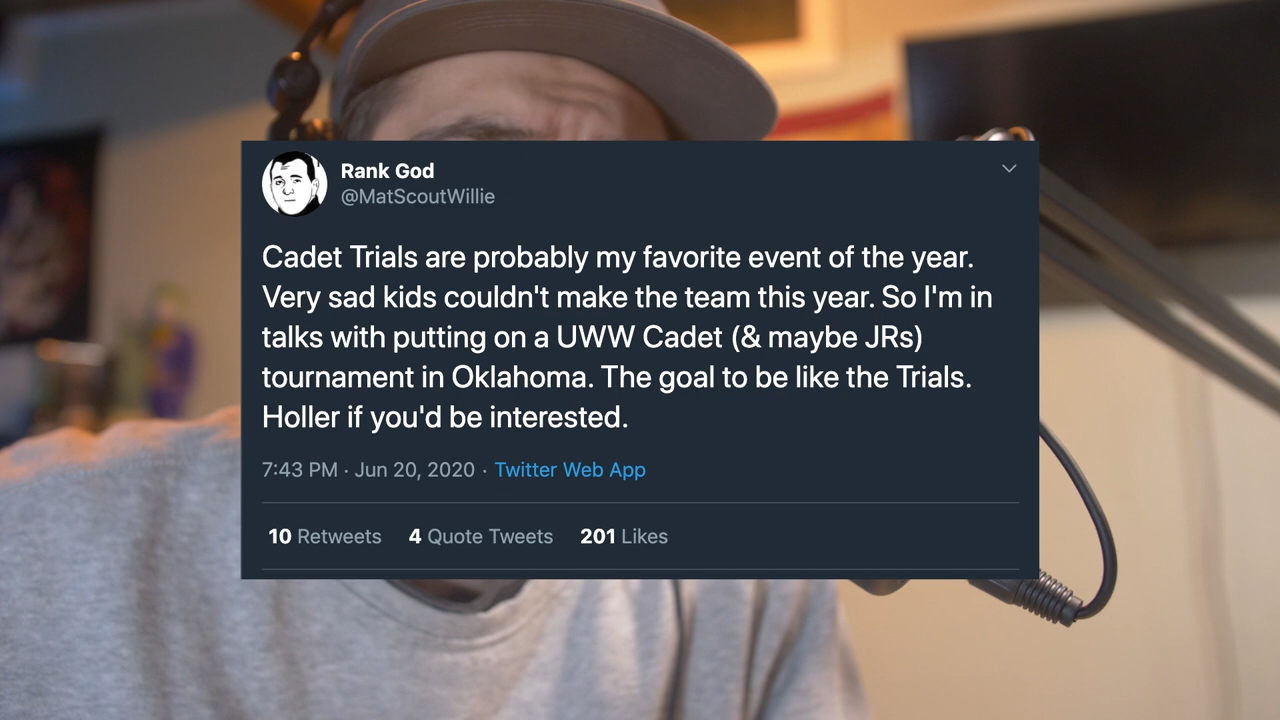 Rank God
@MatScoutWillie
Cadet Trials are probably my favorite event of the year.
Very sad kids couldn't make the team this year. So I'm in
talks with putting on a UWW Cadet (& maybe JRs)
tournament in Oklahoma. The goal to be like the Trials.
Holler if you'd be interested.
7:43 PM · Jun 20, 2020 · Twitter Web App
10 Retweets 4 Quote Tweets 201 Likes